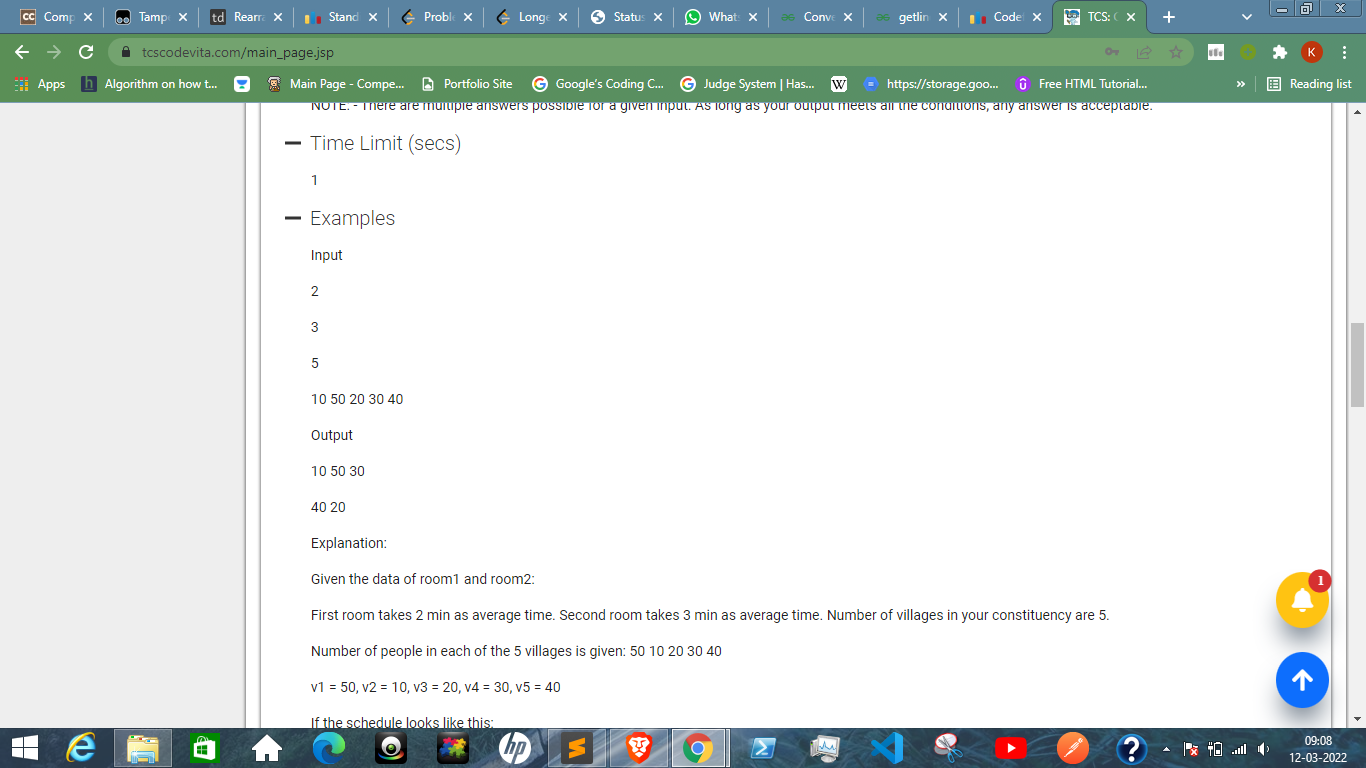 Comp
Tamp
Rearra
Stand
Proble
Longe
Status
Whats
Conve
getlin
Codel
TCS: C
tcscodevita.com/main_page.jsp
K
Apps
Algorithm on how t...
Main Page - Compe...
Portfolio Site
Google's Coding C...
Judge System | Has...
https://storage.goo...
Free HTML Tutorial...
»
Reading list
NOTE: - There are multiple answers possible for a given input. As long as your output meets all the conditions, any answer is acceptable.
Time Limit (secs)
1
Examples
Input
2
3
5
10 50 20 30 40
Output
10 50 30
40 20
Explanation:
Given the data of room1 and room2:
First room takes 2 min as average time. Second room takes 3 min as average time. Number of villages in your constituency are 5.
Number of people in each of the 5 villages is given: 50 10 20 30 40
v1 = 50, v2 = 10, v3 = 20, v4 = 30, v5 = 40
If the schedule looks like this:
1
09:08
12-03-2022